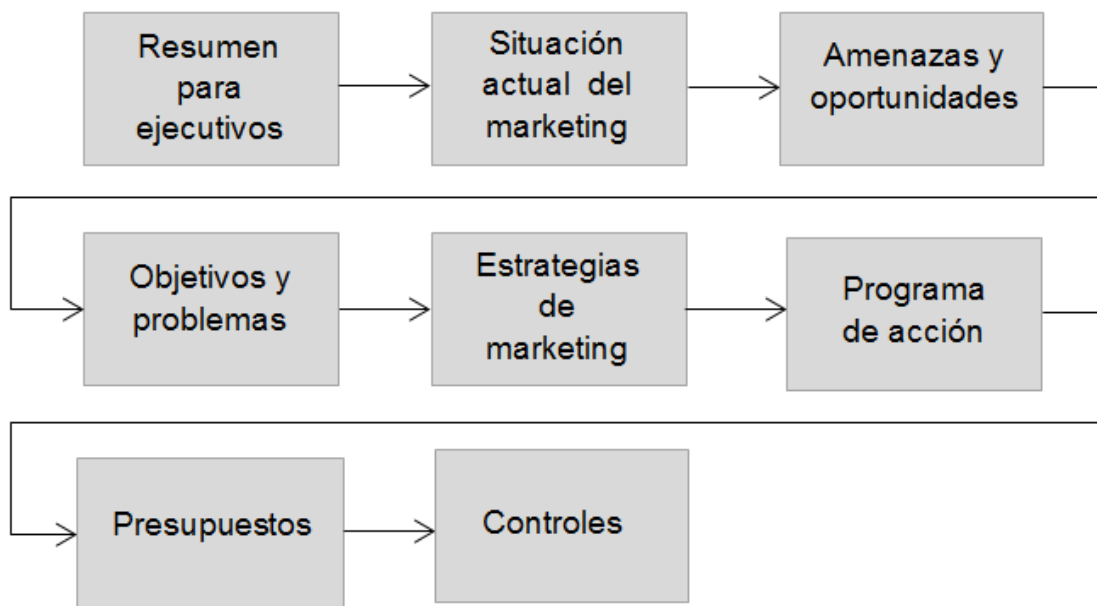 Resumen
para
ejecutivos
Situación
actual del
marketing
Amenazas y
oportunidades
Objetivos y
problemas
Estrategias
de
marketing
Programa
de acción
Presupuestos
Controles